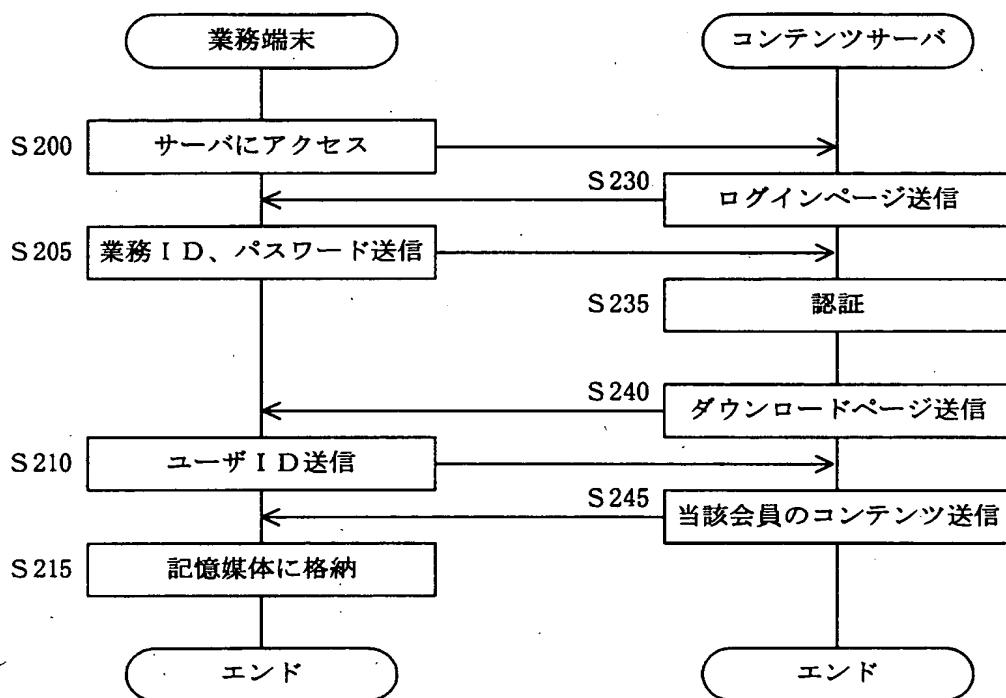 業務端末
コンテンツサーバ
S200
サーバにアクセス
S230
ログインページ送信
S205
業務ID、パスワード送信
S235
認証
S240
ダウンロードページ送信
S210
ユーザID送信
S245
当該会員のコンテンツ送信
S215
記憶媒体に格納
エンド
エンド